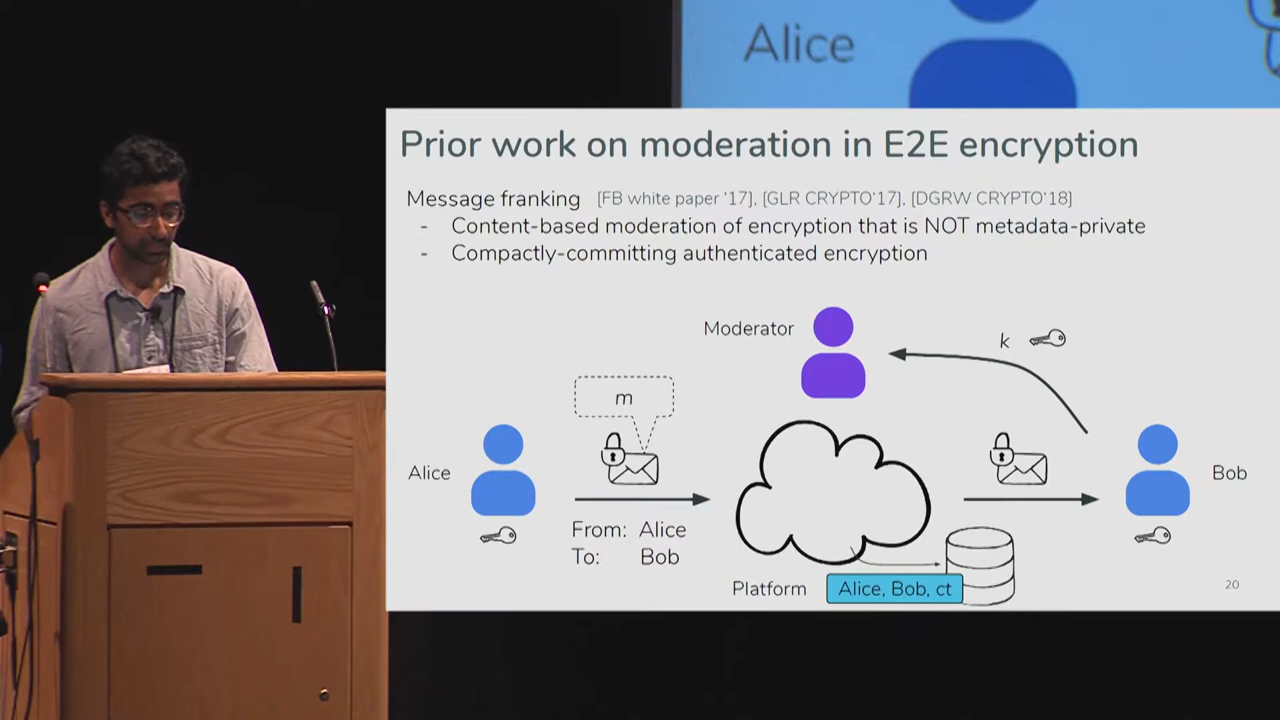 Alice
Prior work on moderation in E2E encryption
Message franking [FB white paper '17], [GLR CRYPTO'17], [DGRW CRYPTO'18]
- Content-based moderation of encryption that is NOT metadata-private
- Compactly-committing authenticated encryption
Moderator
k
m
Alice
Bob
From: Alice
To: Bob
Platform
Alice, Bob, ct
20